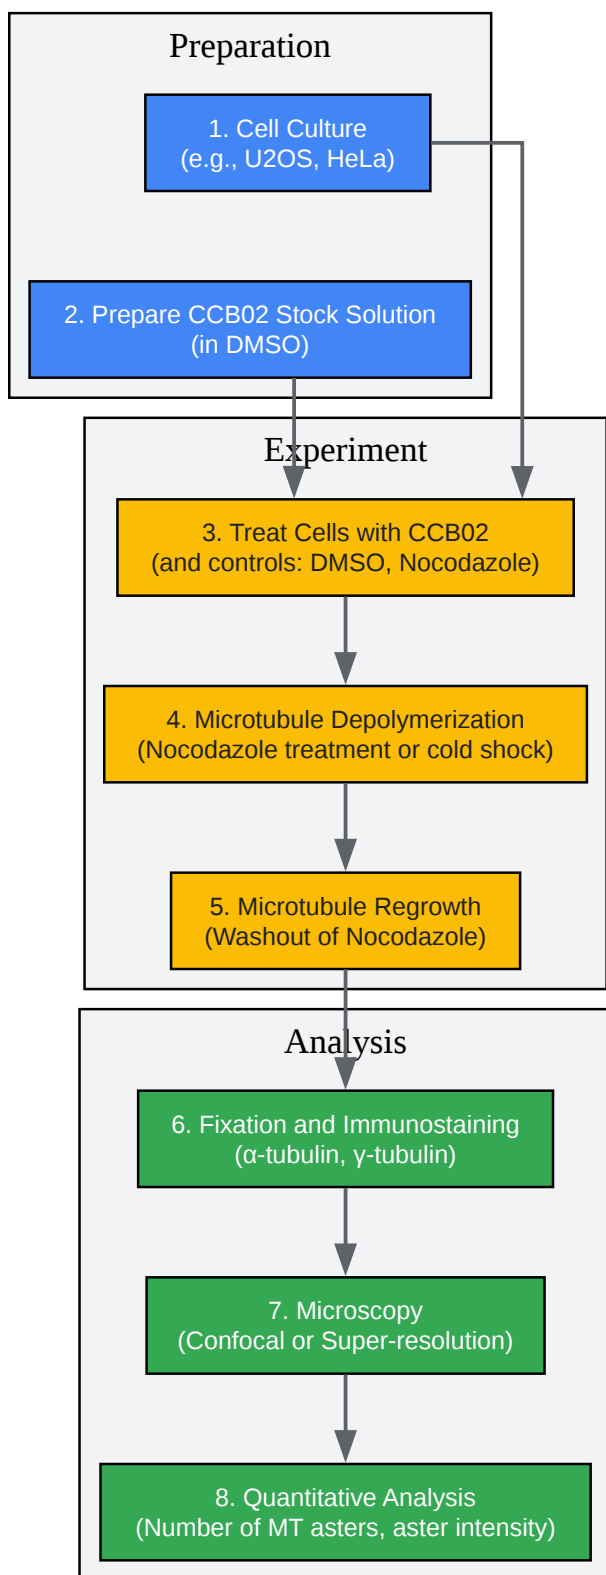 Preparation
1. Cell Culture
(e.g., U2OS, HeLa)
2. Prepare CCB02 Stock Solution
(in DMSO)
Experiment
3. Treat Cells with CCB02
(and controls: DMSO, Nocodazole)
4. Microtubule Depolymerization
(Nocodazole treatment or cold shock)
5. Microtubule Regrowth
(Washout of Nocodazole)
Analysis
6. Fixation and Immunostaining
(α-tubulin, γ-tubulin)
7. Microscopy
(Confocal or Super-resolution)
8. Quantitative Analysis
(Number of MT asters, aster intensity)